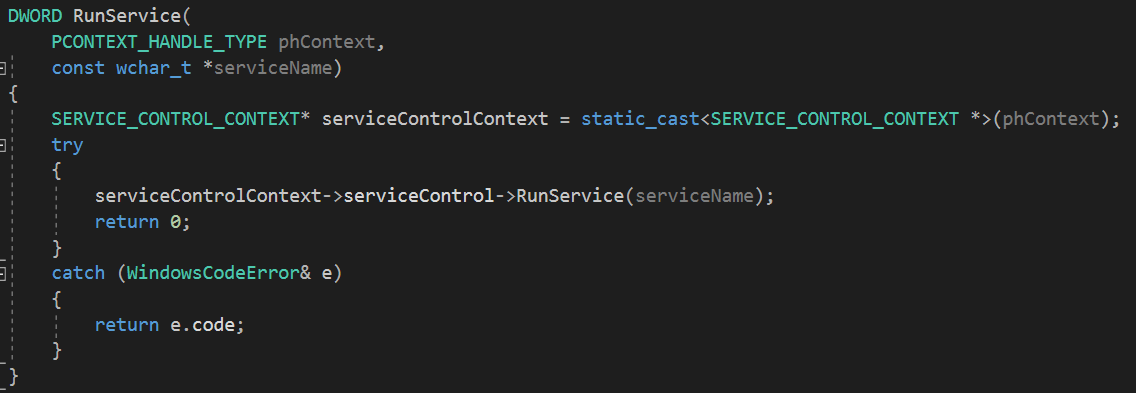 DWORD RunService(
    PCONTEXT_HANDLE_TYPE phContext,
    const wchar_t *serviceName)
{
    SERVICE_CONTROL_CONTEXT* serviceControlContext = static_cast<SERVICE_CONTROL_CONTEXT *>(phContext);
    try
    {
        serviceControlContext->serviceControl->RunService(serviceName);
        return 0;
    }
    catch (WindowsCodeError& e)
    {
        return e.code;
    }
}